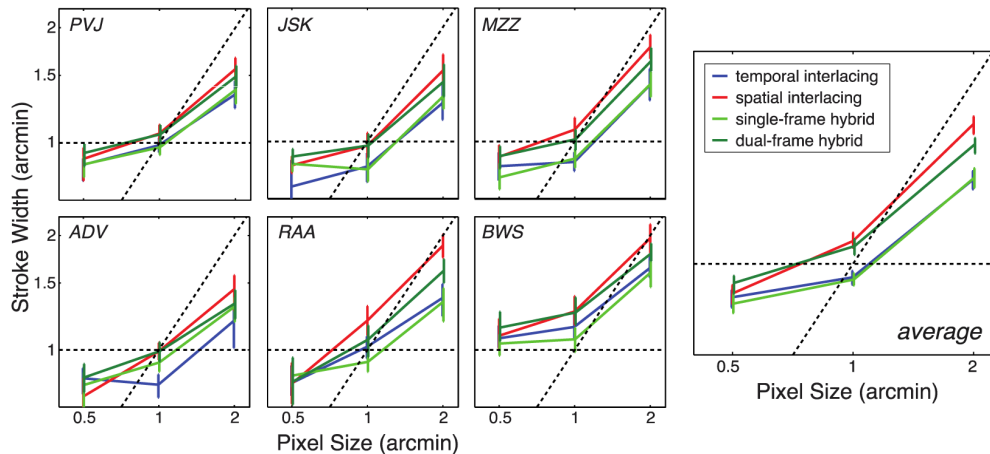 PVJ
JSK
MZZ
2
1.5
1
temporal interlacing
spatial interlacing
single-frame hybrid
dual-frame hybrid
Stroke Width (arcmin)
ADV
RAA
BWS
2
1.5
1
average
0.5 1 2
0.5 1 2
0.5 1 2
0.5 1 2
Pixel Size (arcmin)
Pixel Size (arcmin)